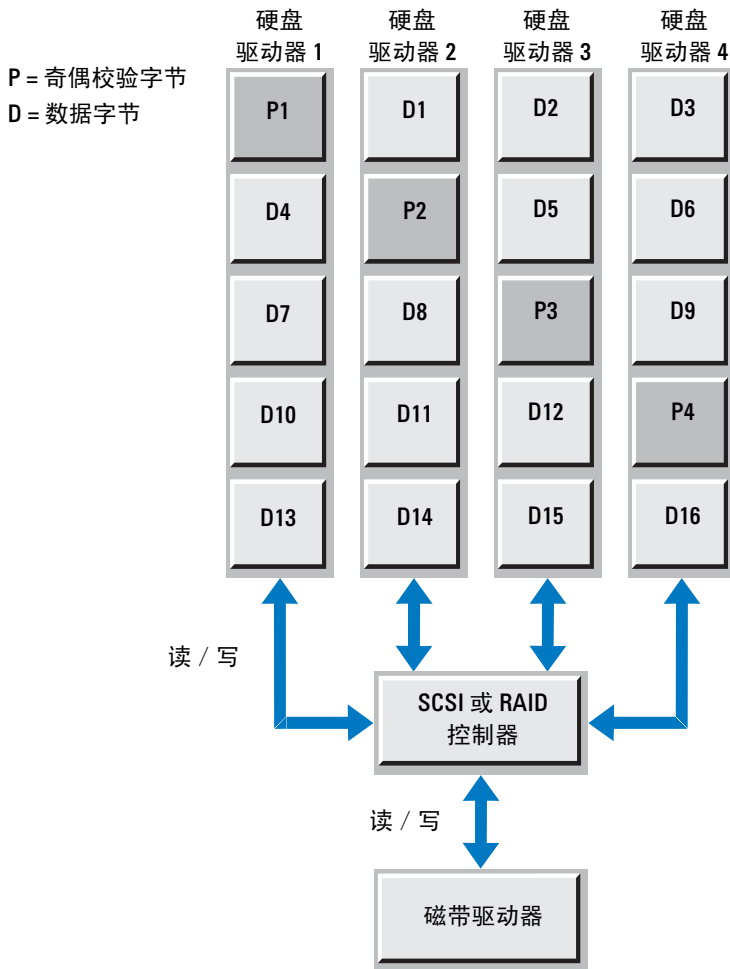 硬盘
驱动器 1
硬盘
驱动器 2
硬盘
驱动器 3
硬盘
驱动器 4
P = 奇偶校验字节
D = 数据字节
P1
D1
D2
D3
D4
P2
D5
D6
D7
D8
P3
D9
D10
D11
D12
P4
D13
D14
D15
D16
读 / 写
SCSI 或 RAID
控制器
读 / 写
磁带驱动器